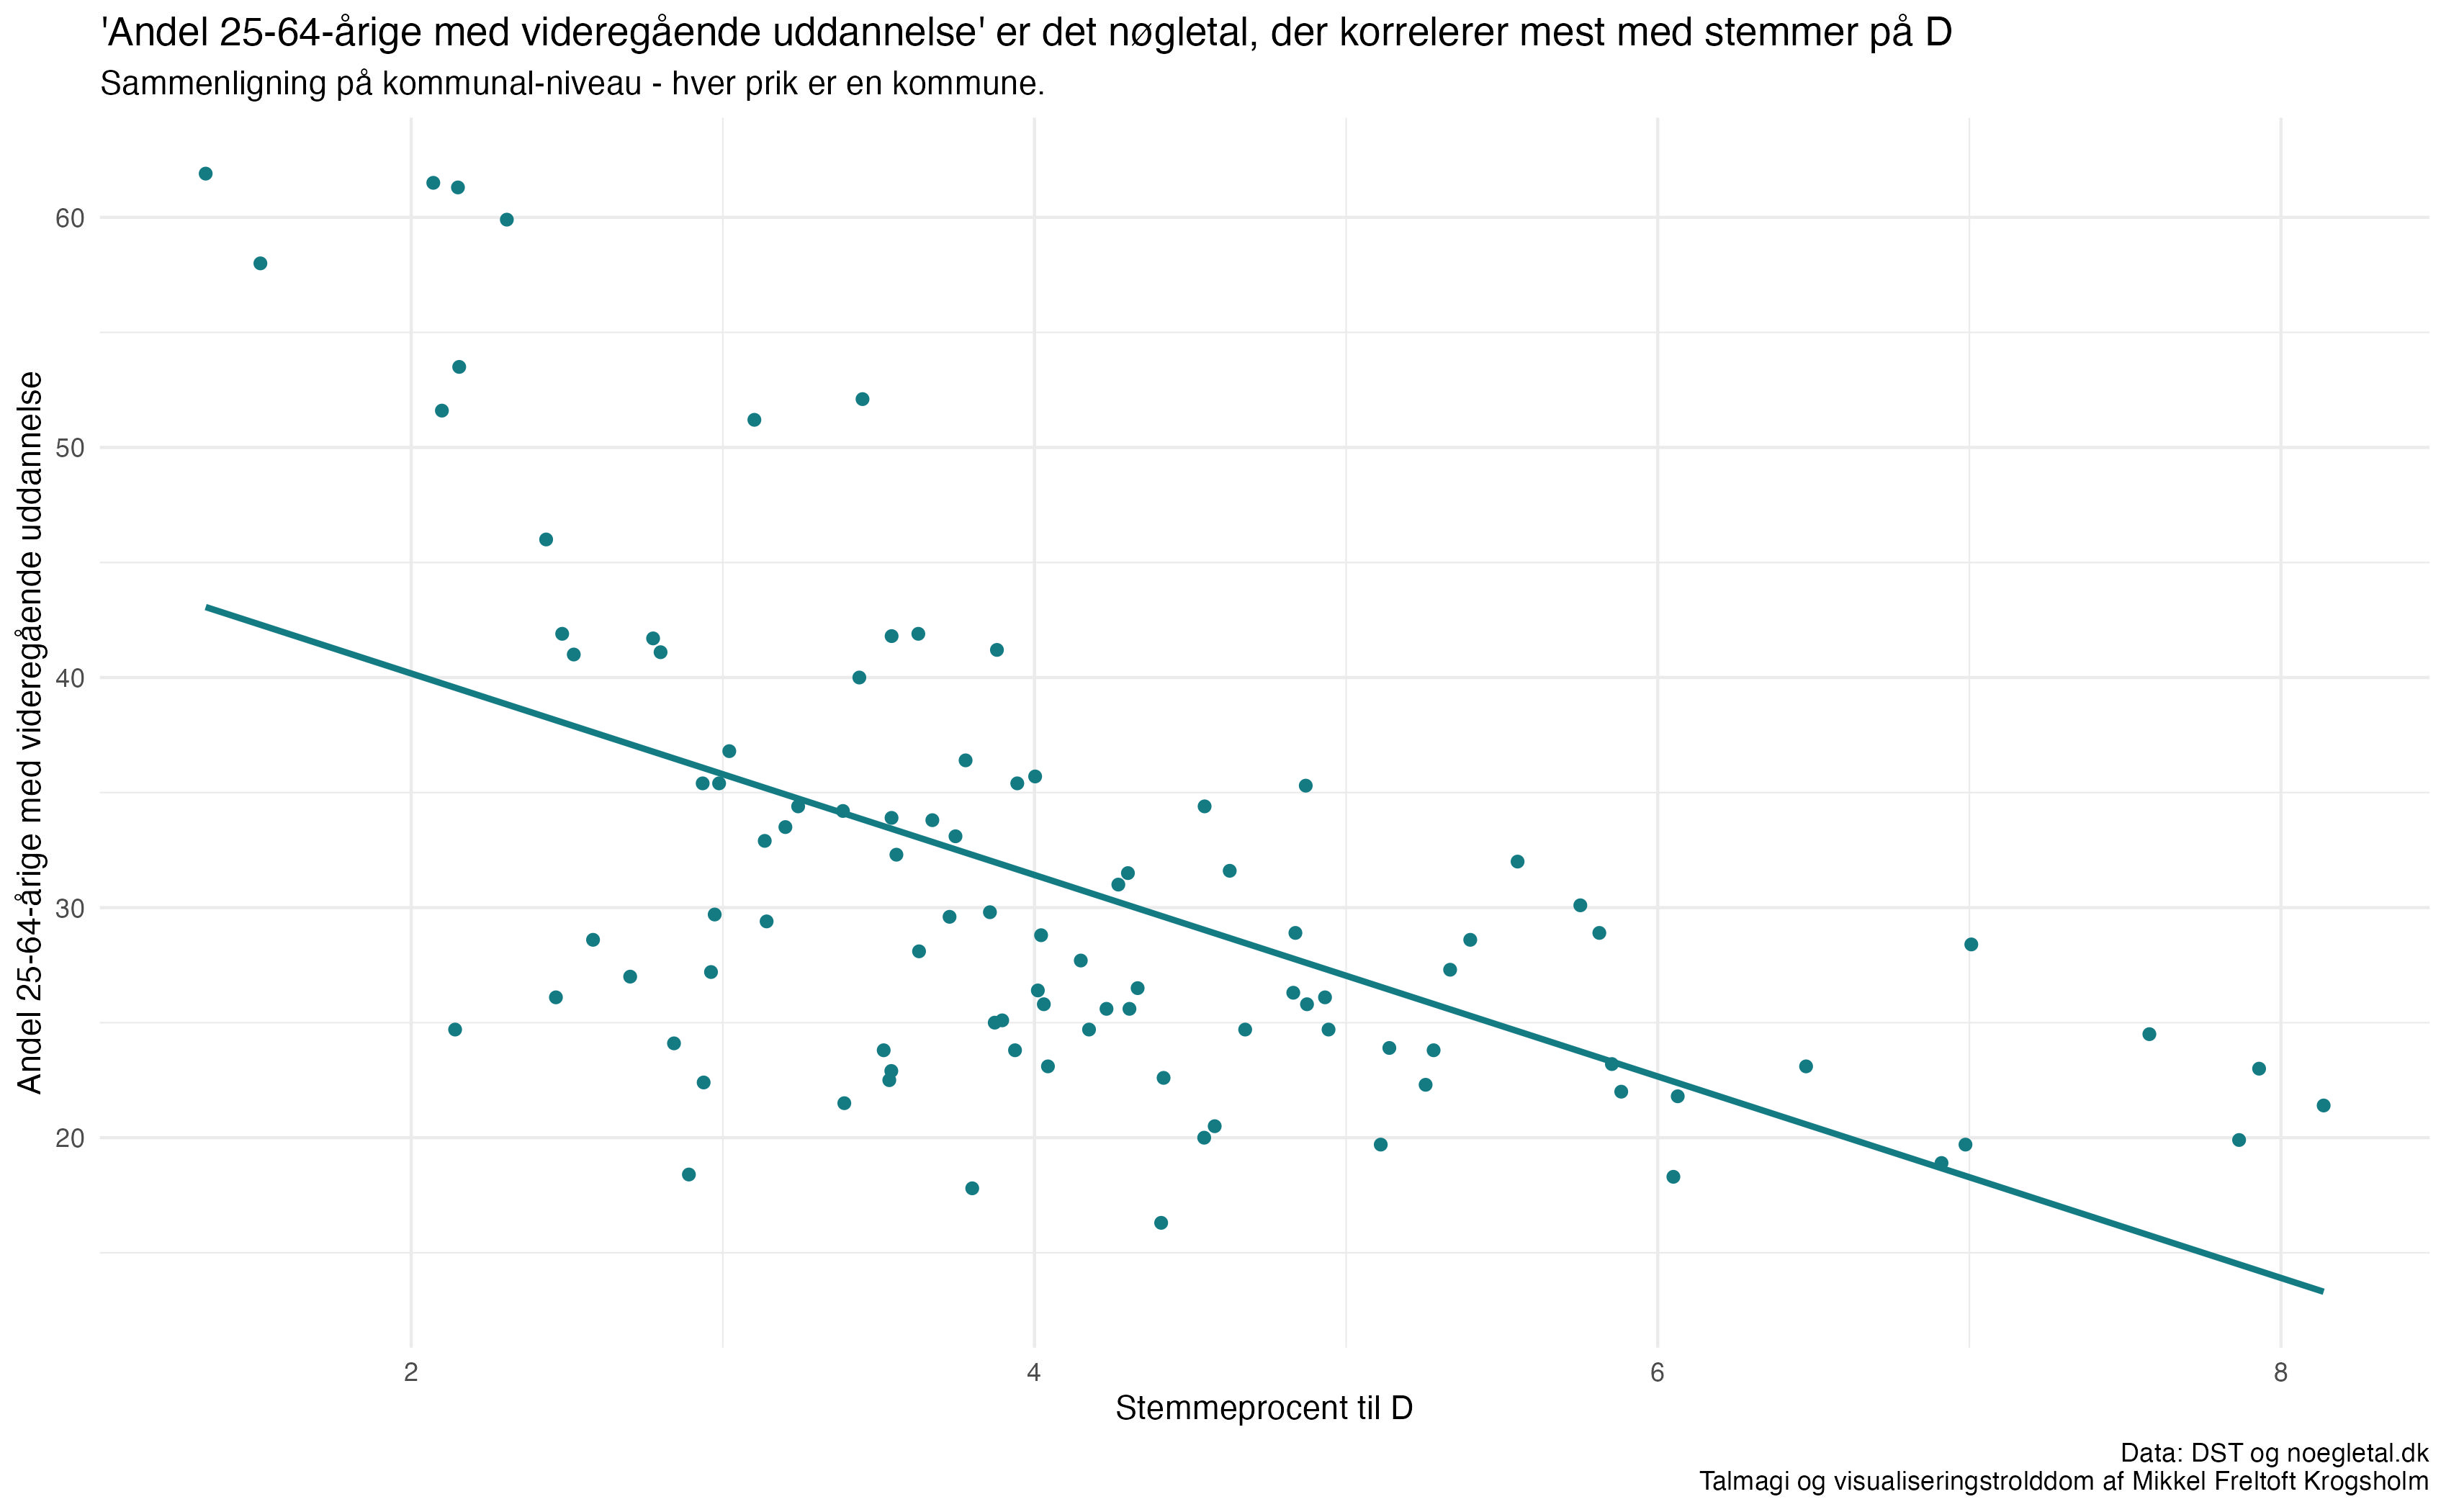 'Andel 25-64-årige med videregående uddannelse' er det nøgletal, der korrelerer mest med stemmer på D
Sammenligning på kommunal-niveau - hver prik er en kommune.
Andel 25-64-årige med videregående uddannelse
60
50
40
30
20
2
4
6
8
Stemmeprocent til D
Data: DST og noegletal.dk
Talmagi og visualiseringstrolddom af Mikkel Freltoft Krogsholm